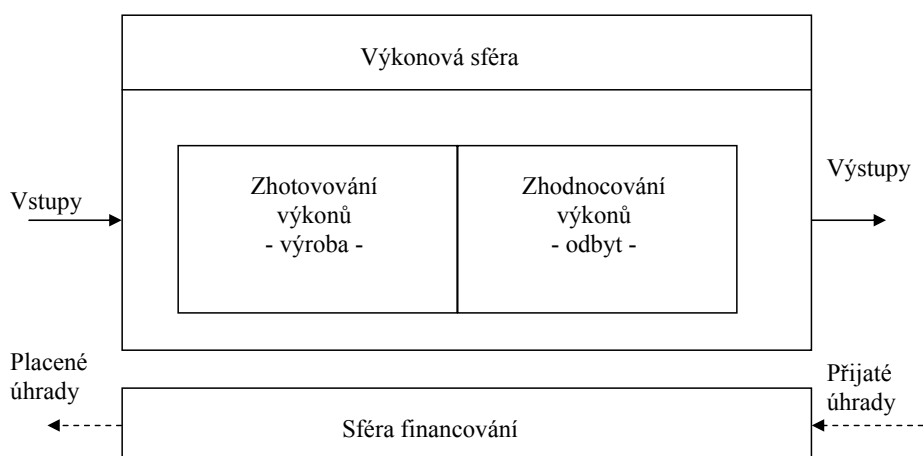 Výkonová sféra
Vstupy
Zhotovování
výkonů
- výroba -
Zhodnocování
výkonů
- odbyt -
Výstupy
Placené
úhrady
Sféra financování
Přijaté
úhrady